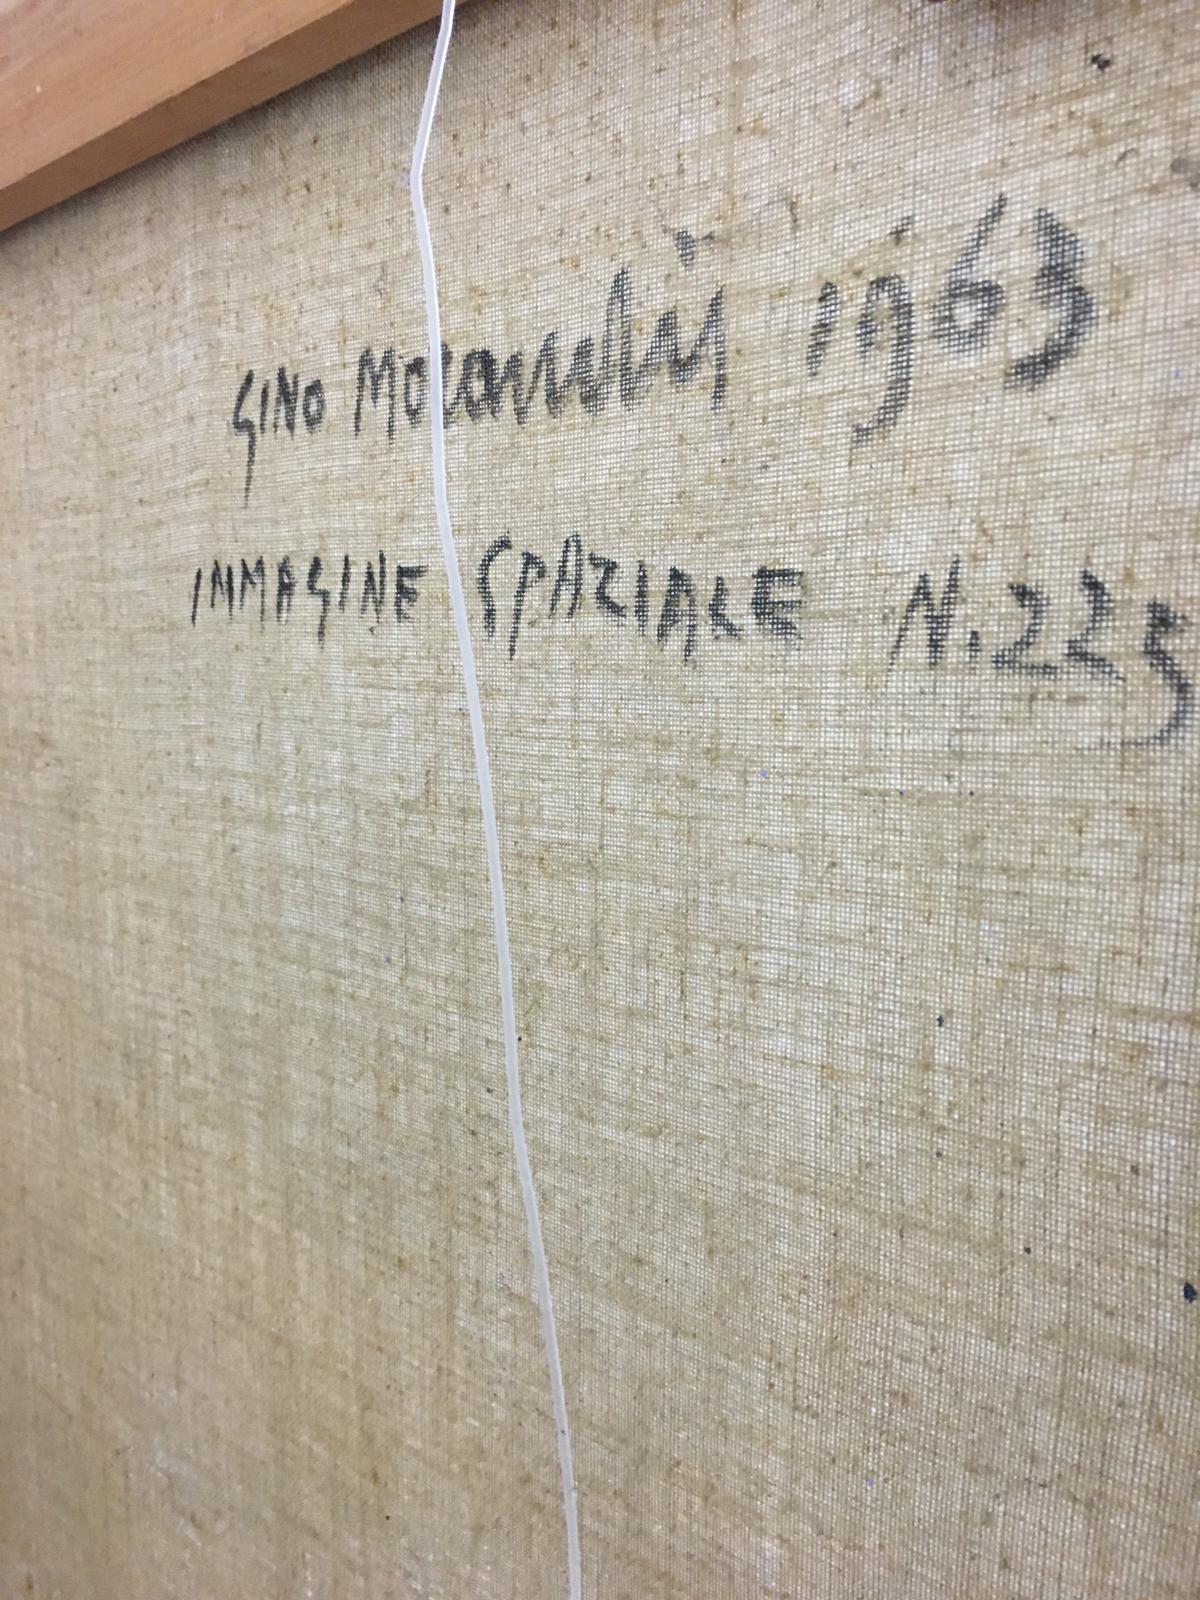 GINO Morandis 1963
IMMAGINE SPAZIALE N.225